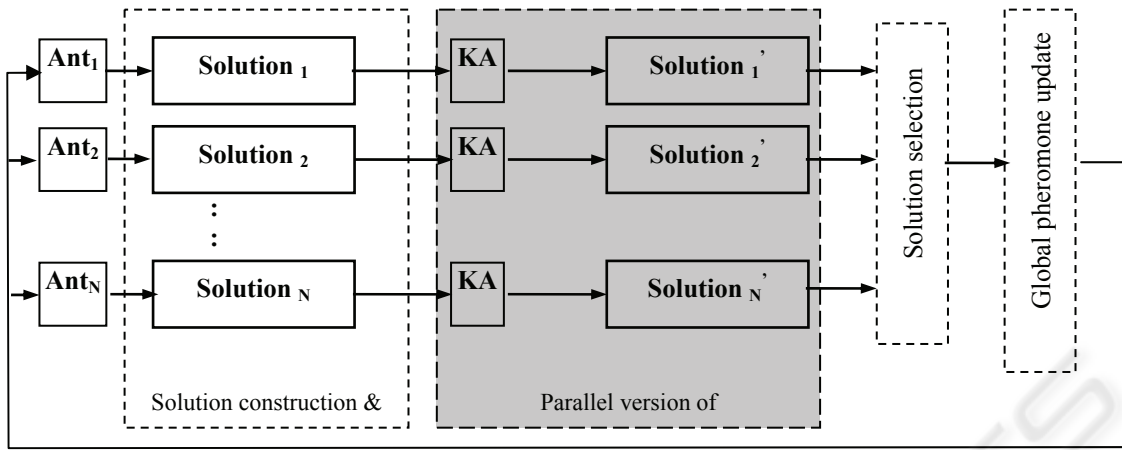 Ant1 Solution 1 KA Solution 1’
Ant2 Solution 2 KA Solution 2’
AntN Solution N KA Solution N’
Solution construction &
Parallel version of
Solution selection
Global pheromone update